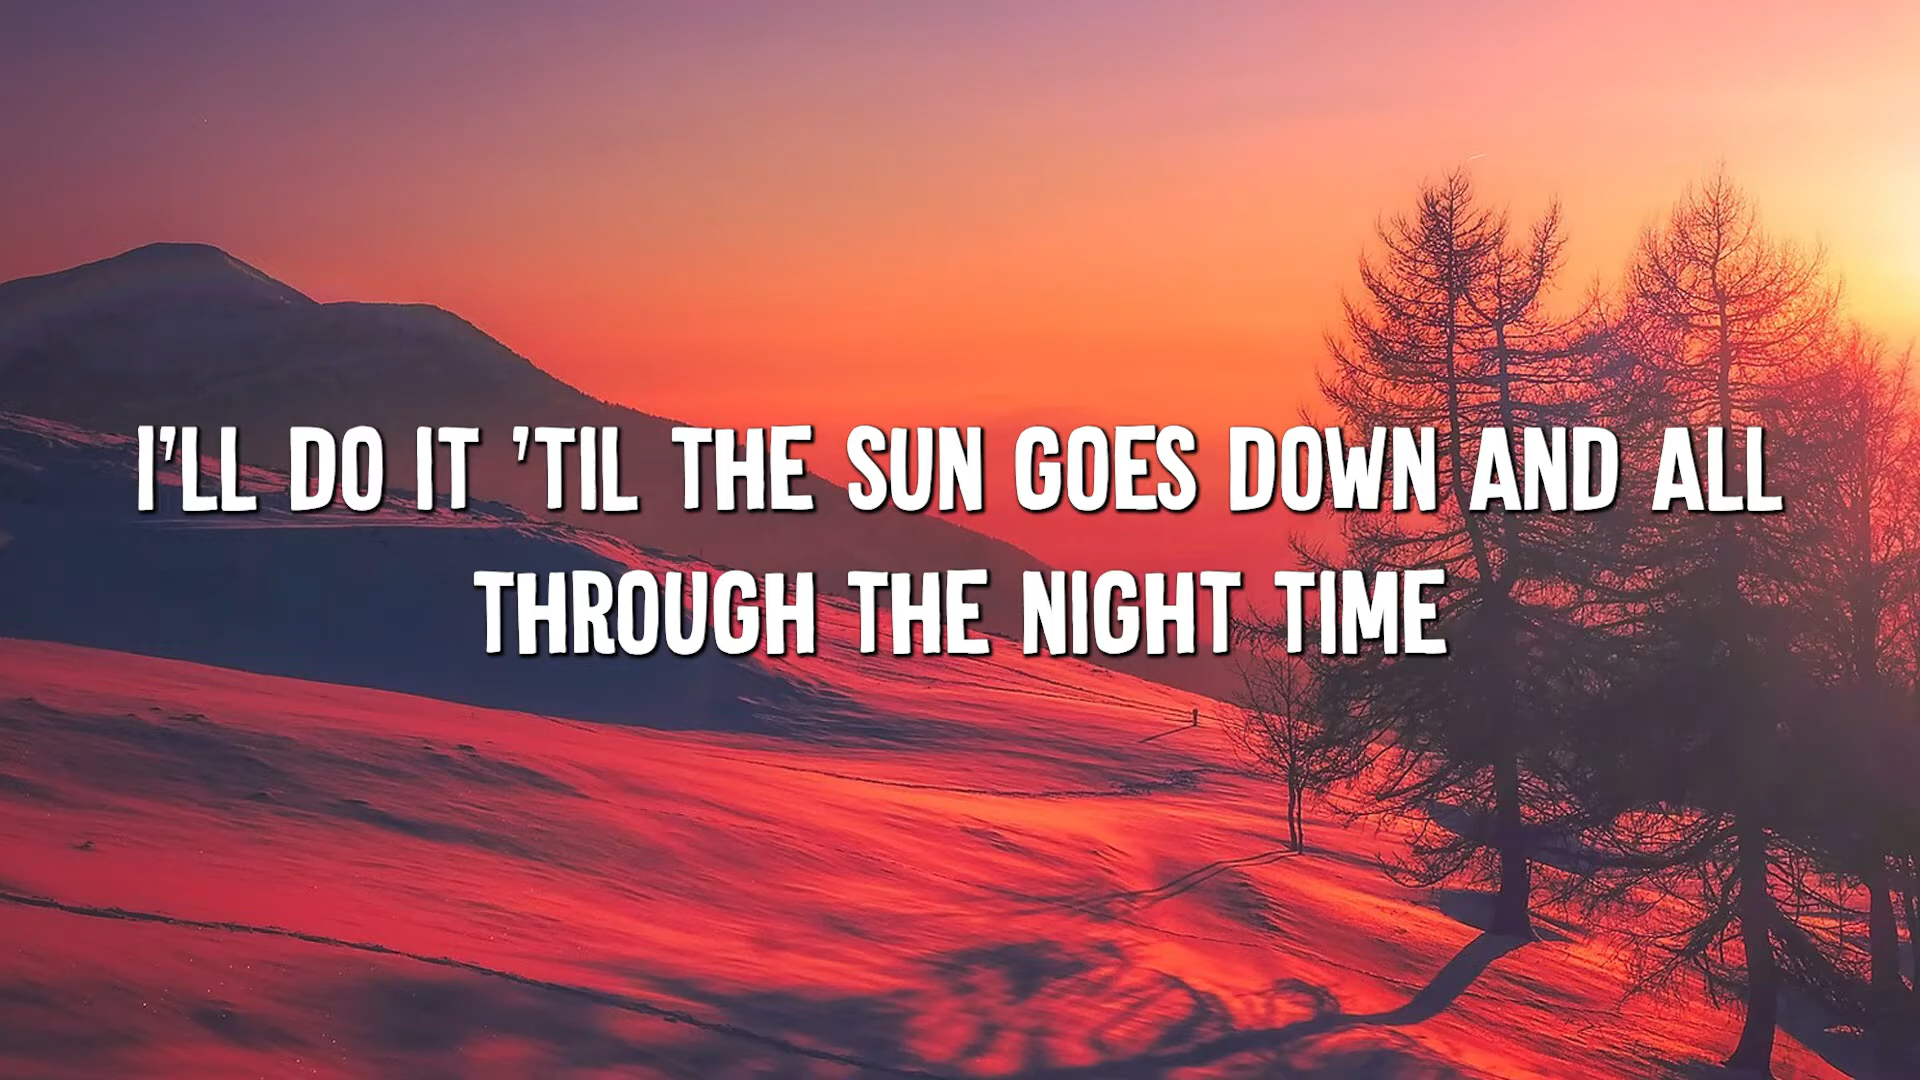 I'LL DO IT 'TIL THE SUN GOES DOWN AND ALL
THROUGH THE NIGHT TIME